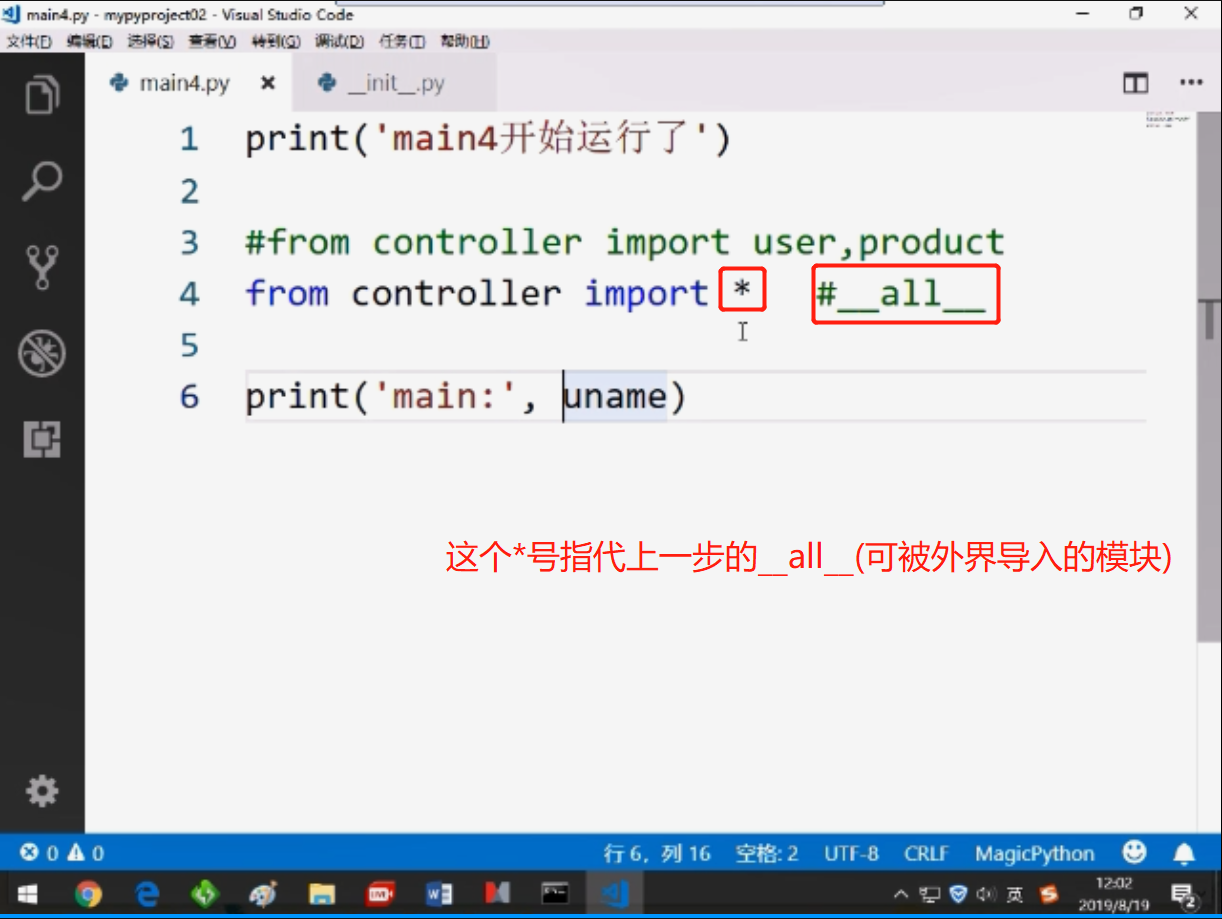 main4.py - mypyproject02 - Visual Studio Code
文件(F) 编辑(E) 选择(S) 查看(V) 转到(G) 调试(D) 任务(T) 帮助(H)
main4.py __init__.py
1 print('main4开始运行了')
2
3 #from controller import user,product
4 from controller import * #__all__
5
6 print('main:', uname)
这个*号指代上一步的__all__(可被外界导入的模块)
0 0 行 6，列 16 空格: 2 UTF-8 CRLF MagicPython
英 12:02
2019/8/19 2